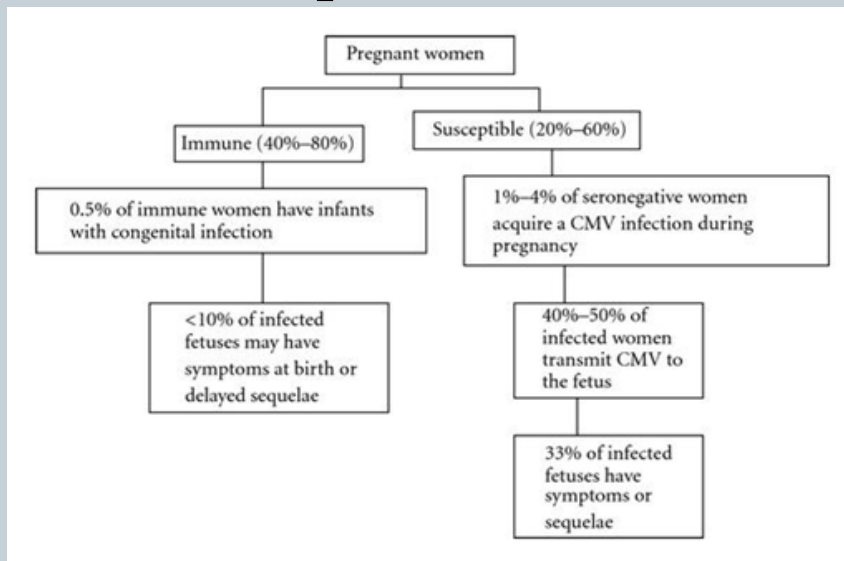 Pregnant women
Immune (40%–80%)
Susceptible (20%–60%)
0.5% of immune women have infants
with congenital infection
1%–4% of seronegative women
acquire a CMV infection during
pregnancy
<10% of infected
fetuses may have
symptoms at birth or
delayed sequelae
40%–50% of
infected women
transmit CMV to
the fetus
33% of infected
fetuses have
symptoms or
sequelae